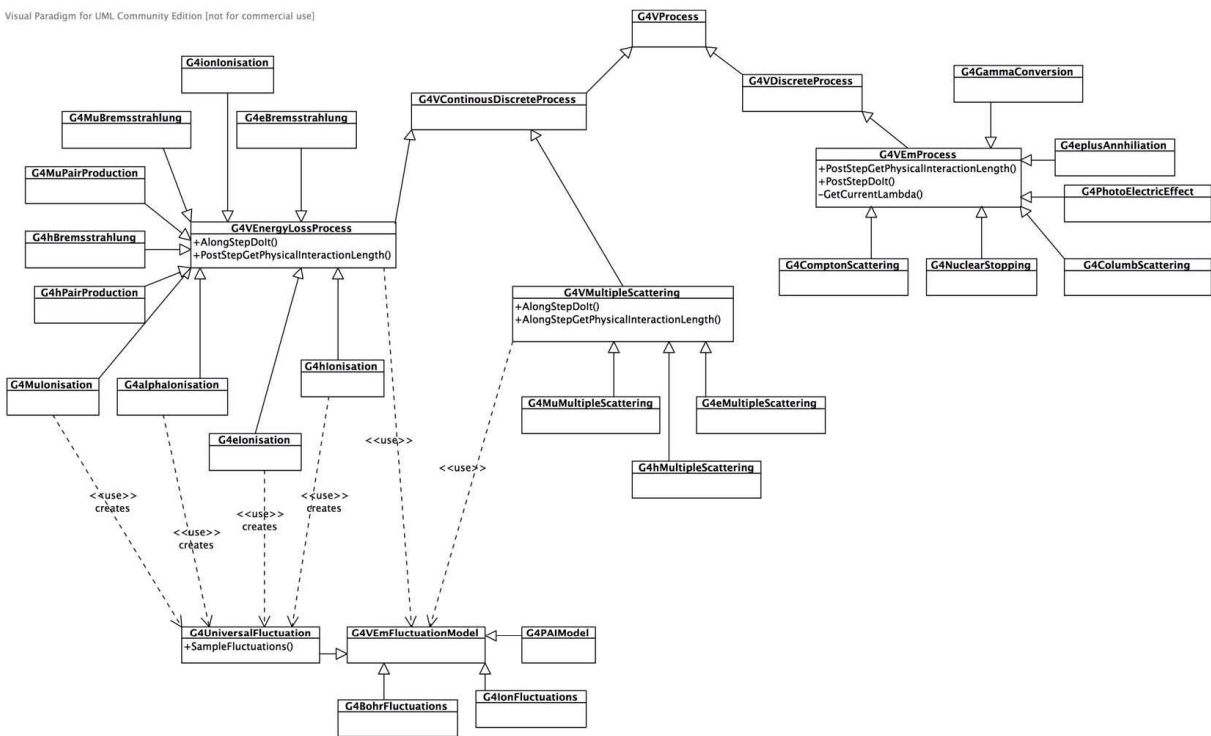 Visual Paradigm for UML Community Edition [not for commercial use]
G4VProcess
G4ionIonisation
G4VDiscreteProcess
G4GammaConversion
G4VContinousDiscreteProcess
G4MuBremsstrahlung
G4eBremsstrahlung
G4VEmProcess
+PostStepGetPhysicalInteractionLength()
+PostStepDoIt()
-GetCurrentLambda()
G4eplusAnnhiliation
G4MuPairProduction
G4PhotoElectricEffect
G4VEnergyLossProcess
+AlongStepDoIt()
+PostStepGetPhysicalInteractionLength()
G4hBremsstrahlung
G4ComptonScattering
G4NuclearStopping
G4ColumbScattering
G4hPairProduction
G4VMultipleScattering
+AlongStepDoIt()
+AlongStepGetPhysicalInteractionLength()
G4hIonisation
G4MuIonisation
G4alphaIonisation
G4MuMultipleScattering
G4eMultipleScattering
G4eIonisation
<<use>>
<<use>>
G4hMultipleScattering
<<use>>
creates
<<use>>
creates
<<use>>
creates
<<use>>
creates
G4UniversalFluctuation
+SampleFluctuations()
G4VEmFluctuationModel
G4PAIModel
G4BohrFluctuations
G4IonFluctuations